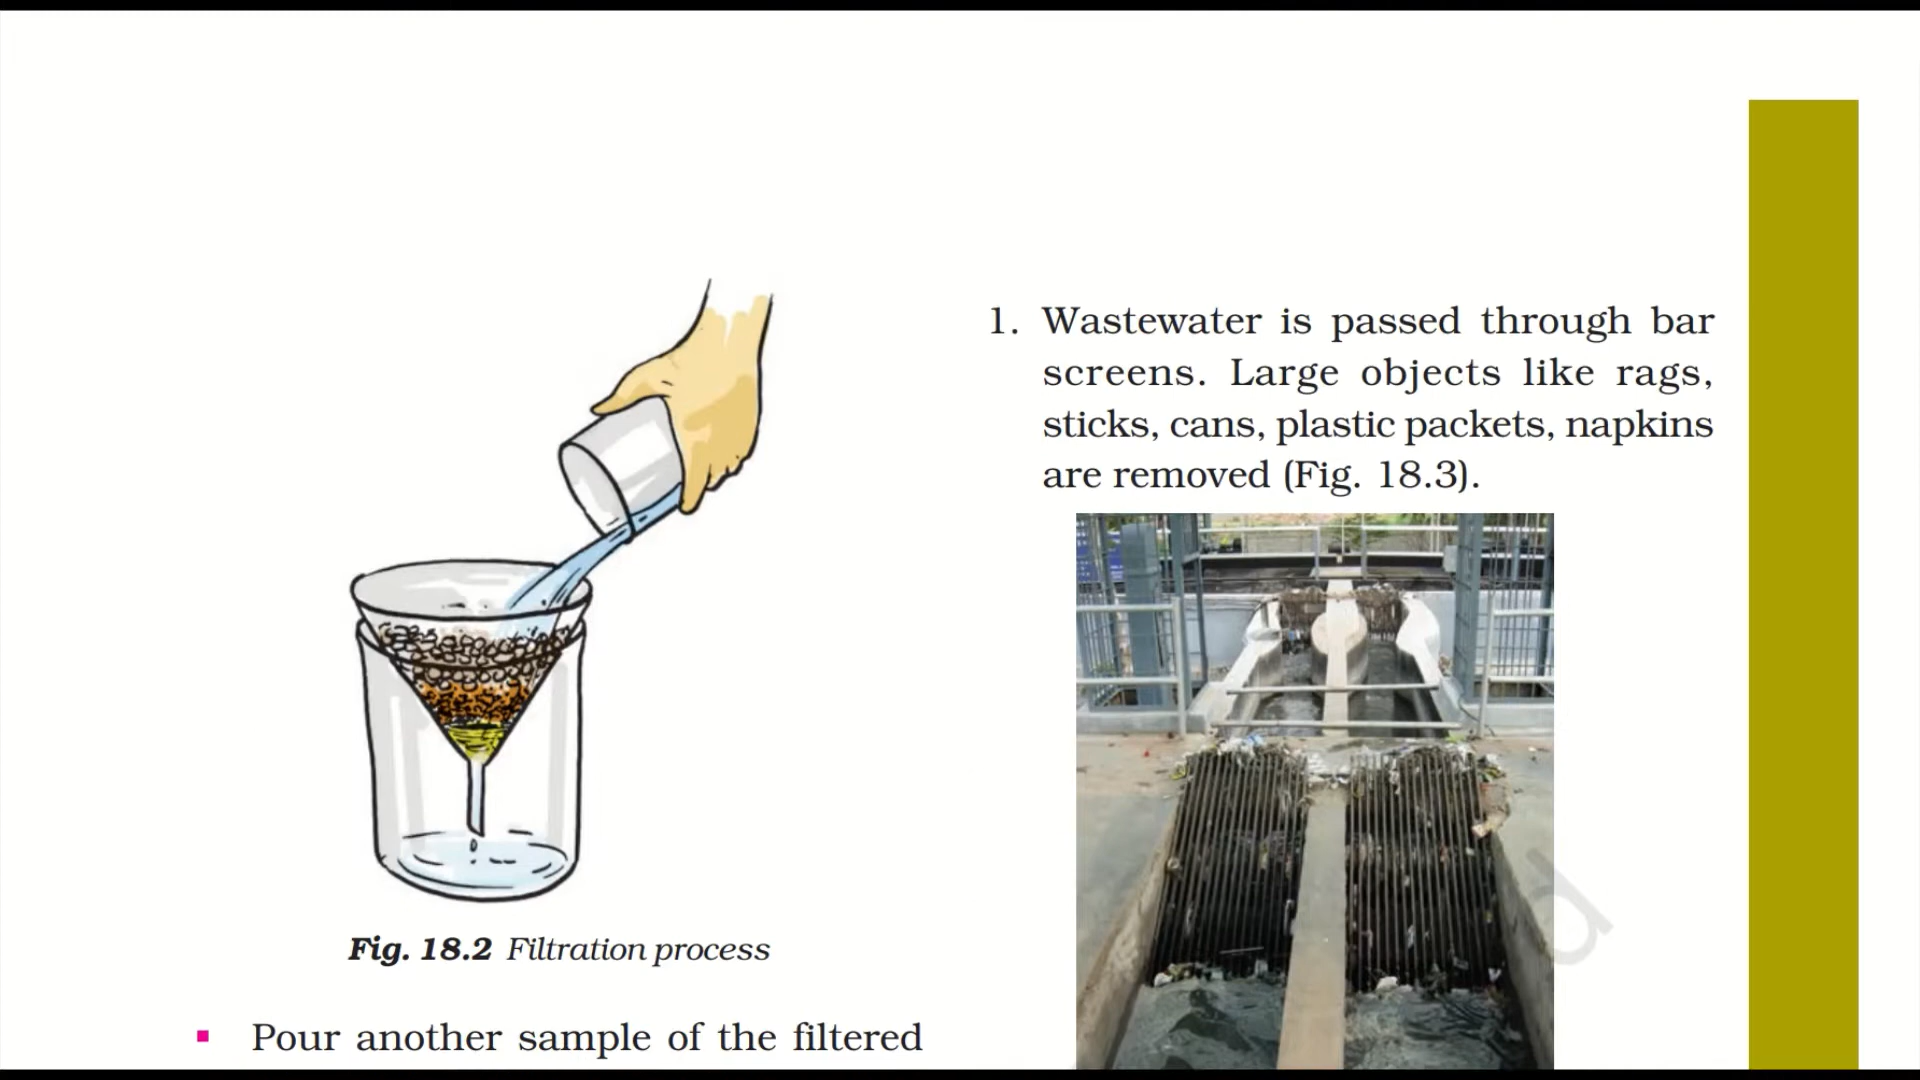 Fig. 18.2 Filtration process
▪ Pour another sample of the filtered
1. Wastewater is passed through bar
screens. Large objects like rags,
sticks, cans, plastic packets, napkins
are removed (Fig. 18.3).
d